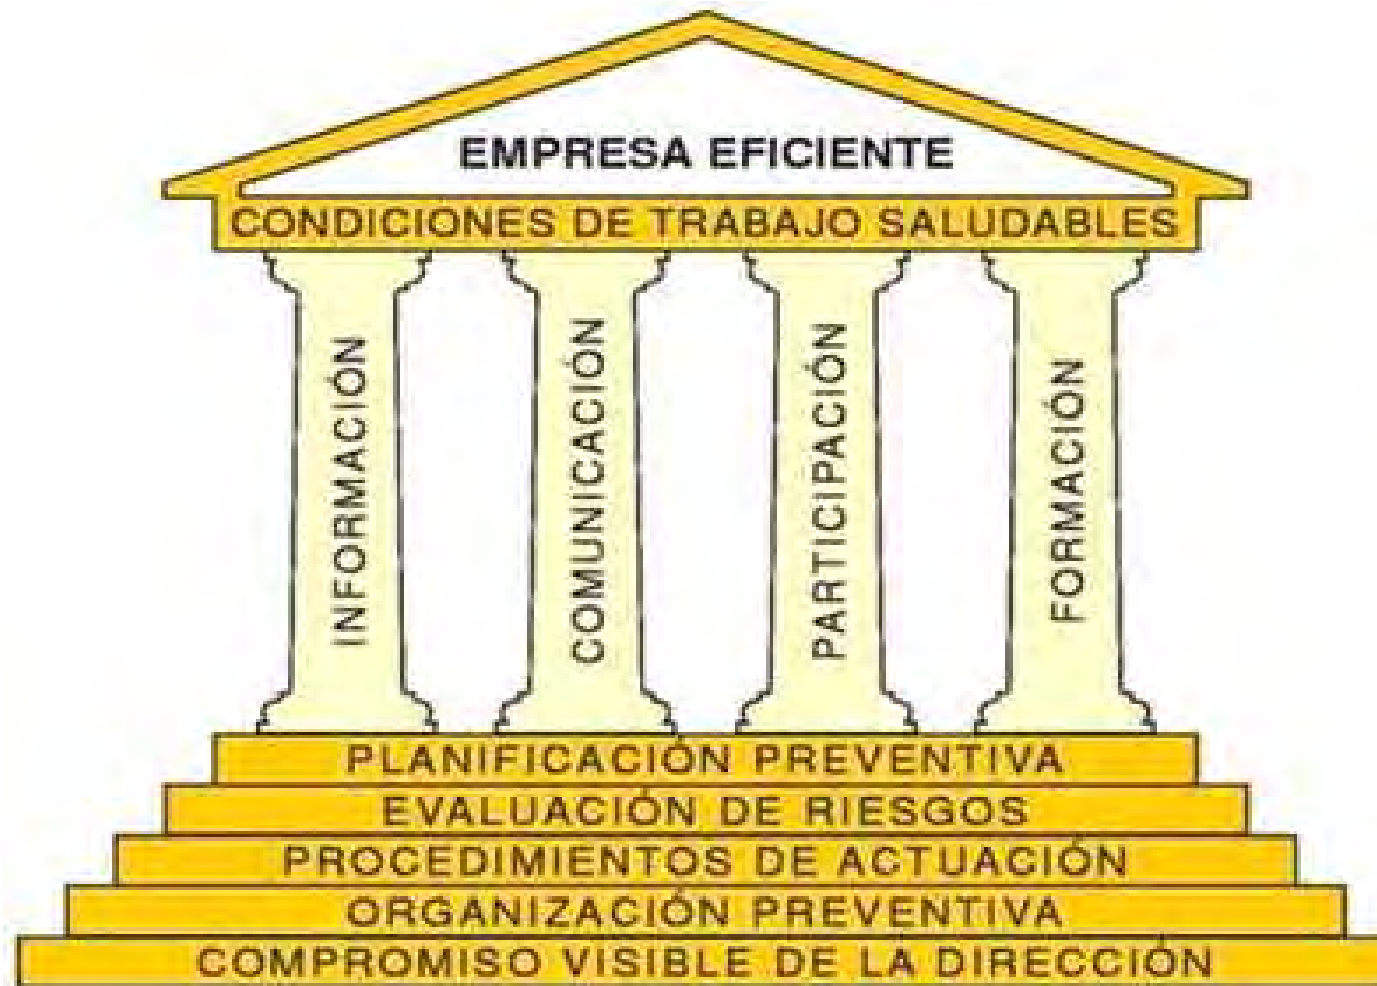 EMPRESA EFICIENTE
CONDICIONES DE TRABAJO SALUDABLES
INFORMACIÓN
COMUNICACIÓN
PARTICIPACIÓN
FORMACIÓN
PLANIFICACIÓN PREVENTIVA
EVALUACIÓN DE RIESGOS
PROCEDIMIENTOS DE ACTUACIÓN
ORGANIZACIÓN PREVENTIVA
COMPROMISO VISIBLE DE LA DIRECCIÓN